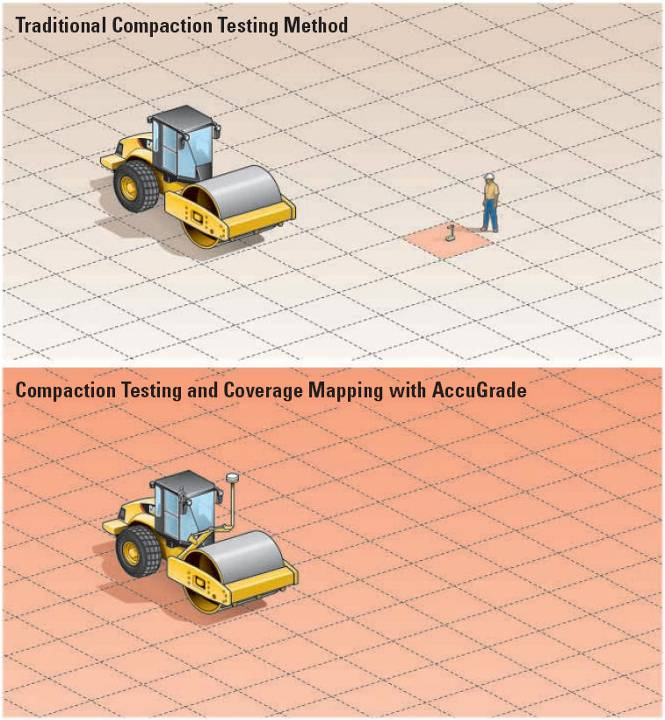 Traditional Compaction Testing Method
Compaction Testing and Coverage Mapping with AccuGrade